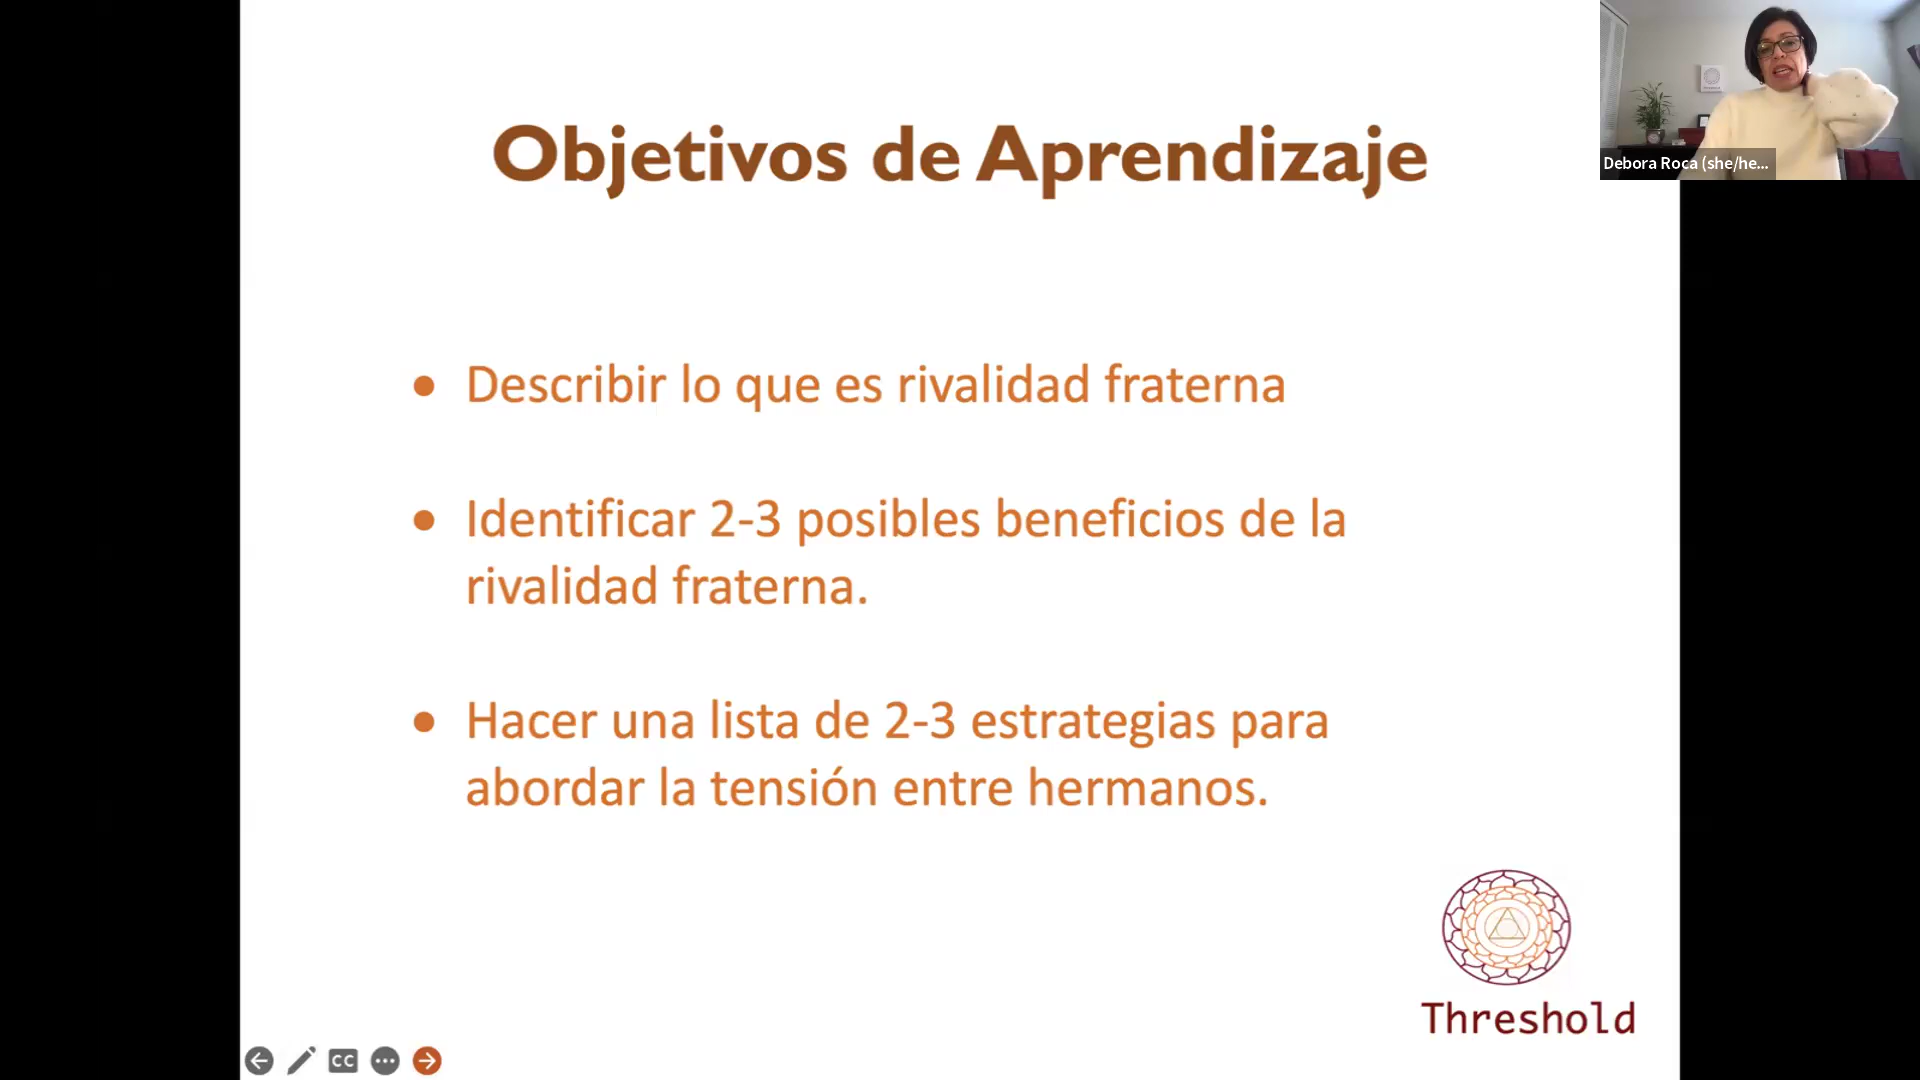 Objetivos de Aprendizaje
Debora Roca (she/he...
• Describir lo que es rivalidad fraterna
• Identificar 2-3 posibles beneficios de la
rivalidad fraterna.
• Hacer una lista de 2-3 estrategias para
abordar la tensión entre hermanos.
Threshold
CC